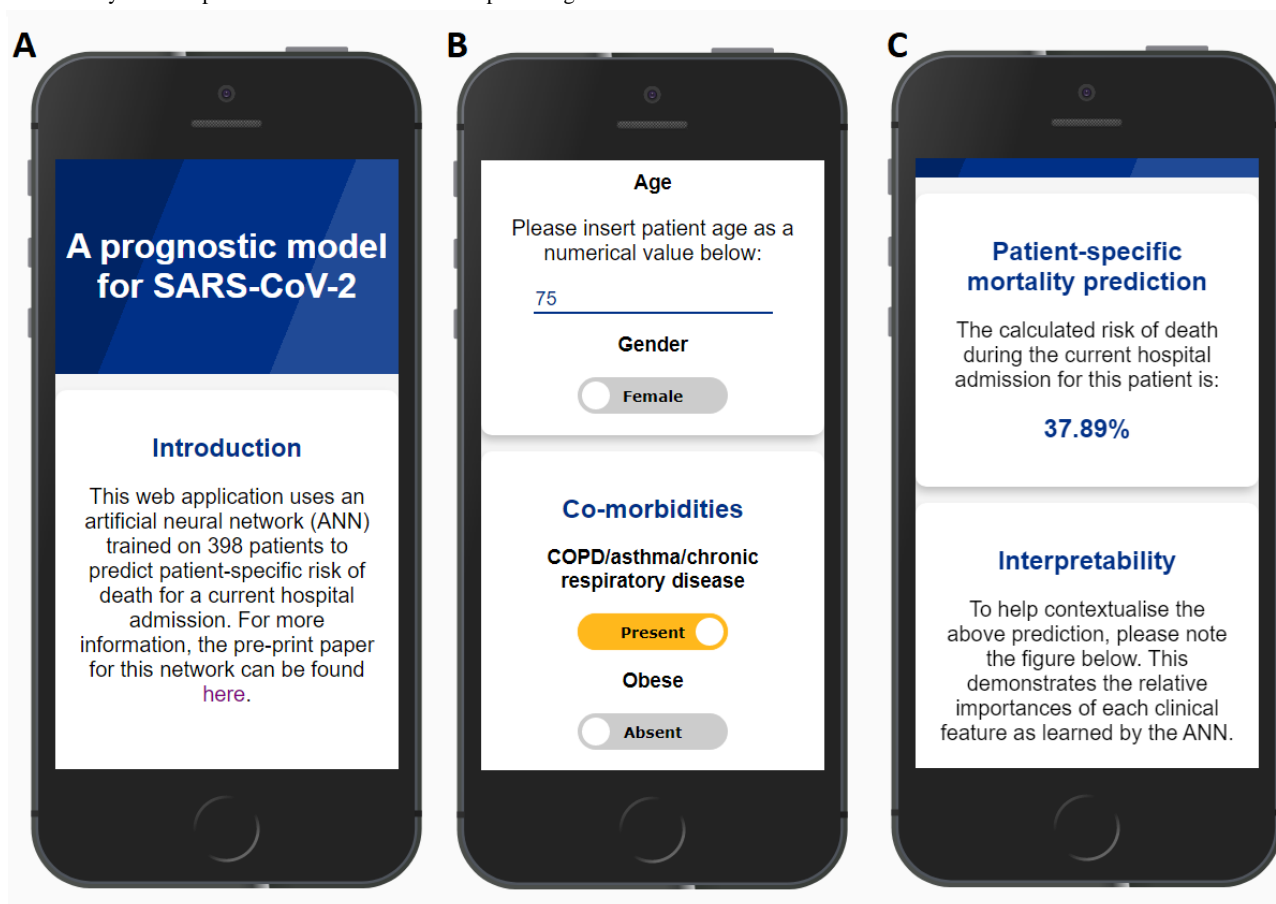 A
A prognostic model
for SARS-CoV-2
Introduction
This web application uses an
artificial neural network (ANN)
trained on 398 patients to
predict patient-specific risk of
death for a current hospital
admission. For more
information, the pre-print paper
for this network can be found
here.
B
Age
Please insert patient age as a
numerical value below:
75
Gender
Female
Co-morbidities
COPD/asthma/chronic
respiratory disease
Present
Obese
Absent
C
Patient-specific
mortality prediction
The calculated risk of death
during the current hospital
admission for this patient is:
37.89%
Interpretability
To help contextualise the
above prediction, please note
the figure below. This
demonstrates the relative
importances of each clinical
feature as learned by the ANN.